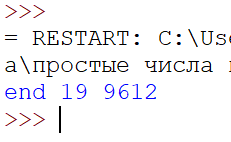 >>>
= RESTART: C:\Use
а\простые числа
end 19 9612
>>>